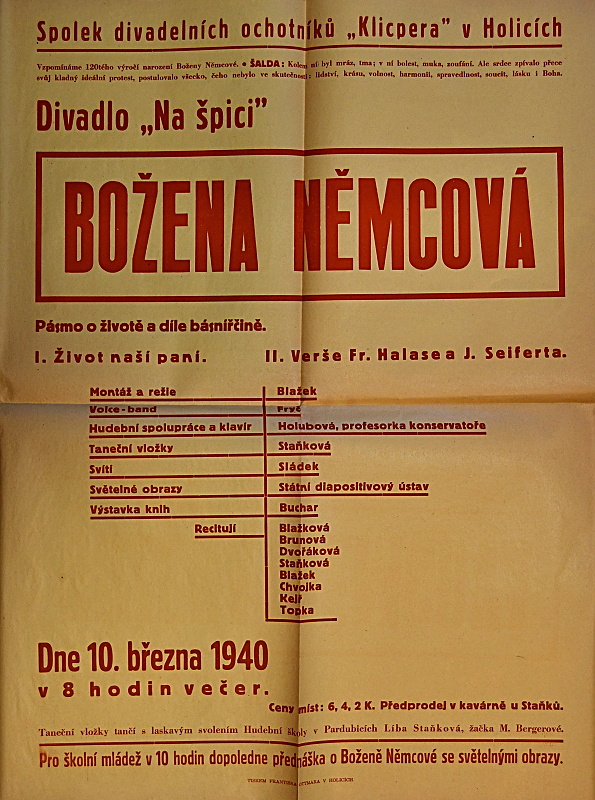 Spolek divadelních ochotníků „Klicpera” v Holicích
Vzpomínáme 120tého výročí narození Boženy Němcové. • ŠALDA: Kolem ní byl mráz, tma; v ní bolest, muka, zoufání. Ale srdce zpívalo přece
svůj kladný ideální protest, postulovalo všecko, čeho nebylo ve skutečnosti: lidství, krásu, volnost, harmonii, spravedlnost, soucit, lásku i Boha.
Divadlo „Na špici”
BOŽENA NĚMCOVÁ
Pásmo o životě a díle básnířčině.
I. Život naší paní. II. Verše Fr. Halase a J. Seiferta.
Montáž a režie Blažek
Voice-band Fryč
Hudební spolupráce a klavír Holubová, profesorka konservatoře
Taneční vložky Staňková
Svítí Sládek
Světelné obrazy Státní diapositivový ústav
Výstavka knih Buchar
Recitují Blažková
Brunová
Dvořáková
Staňková
Blažek
Chvojka
Kejř
Topka
Dne 10. března 1940
v 8 hodin večer.
Ceny míst: 6, 4, 2 K. Předprodej v kavárně u Staňků.
Taneční vložky tančí s laskavým svolením Hudební školy v Pardubicích Líba Staňková, žačka M. Bergerové.
Pro školní mládež v 10 hodin dopoledne přednáška o Boženě Němcové se světelnými obrazy.
TISKEM FRANTIŠKA V HOLICÍCH